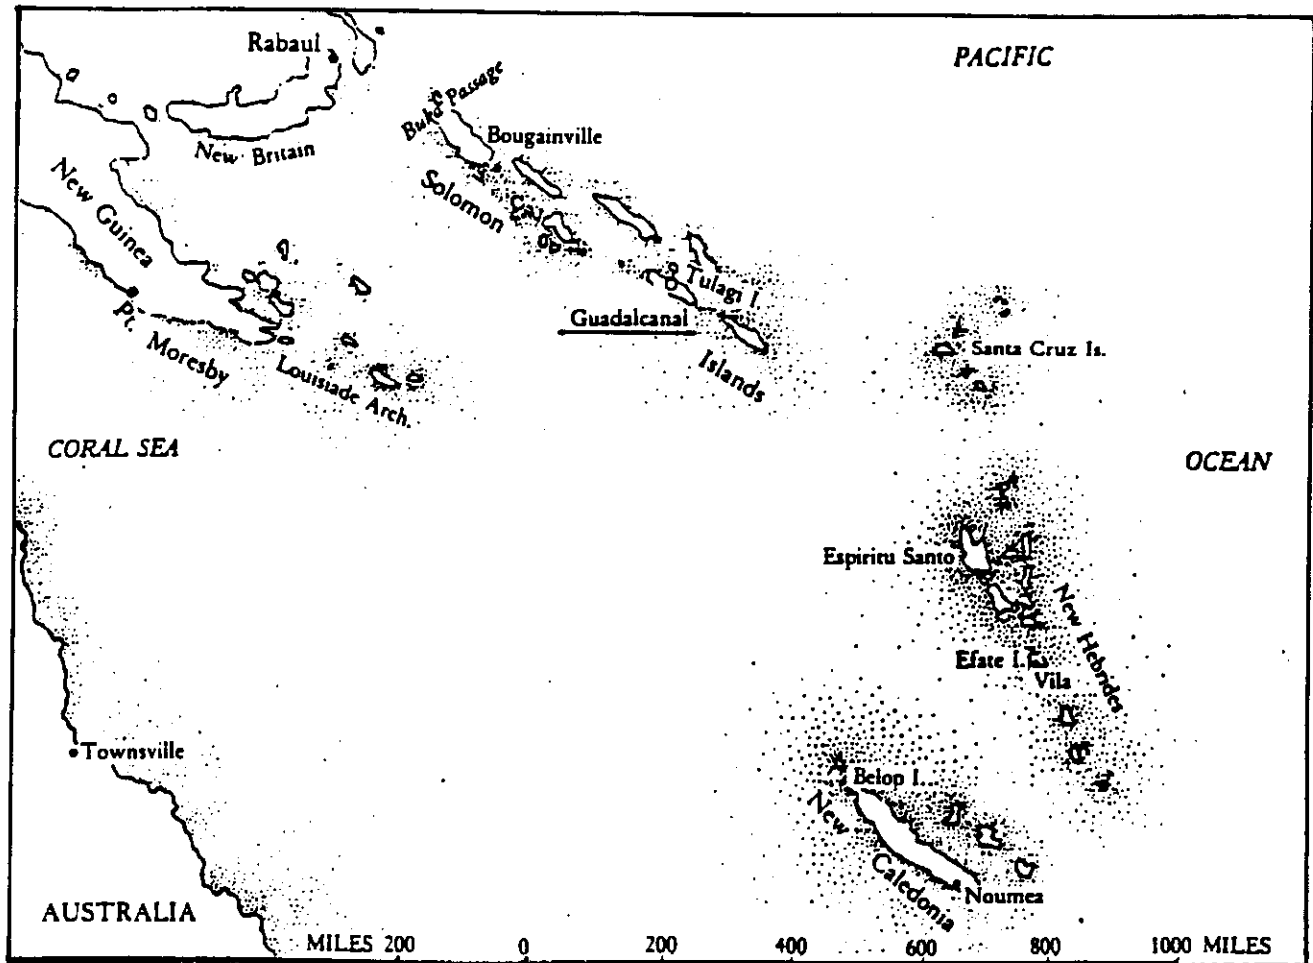 Rabaul
PACIFIC
Buka Passage
Bougainville
New Britain
New Guinea
Solomon
Tulagi I.
Guadalcanal
Pt. Moresby
Santa Cruz Is.
Islands
Louisiade Arch.
CORAL SEA
OCEAN
Espiritu Santo
New Hebrides
Efate I.
Vila
Townsville
Belop I.
New
Caledonia
Noumea
AUSTRALIA
MILES 200 0 200 400 600 800 1000 MILES